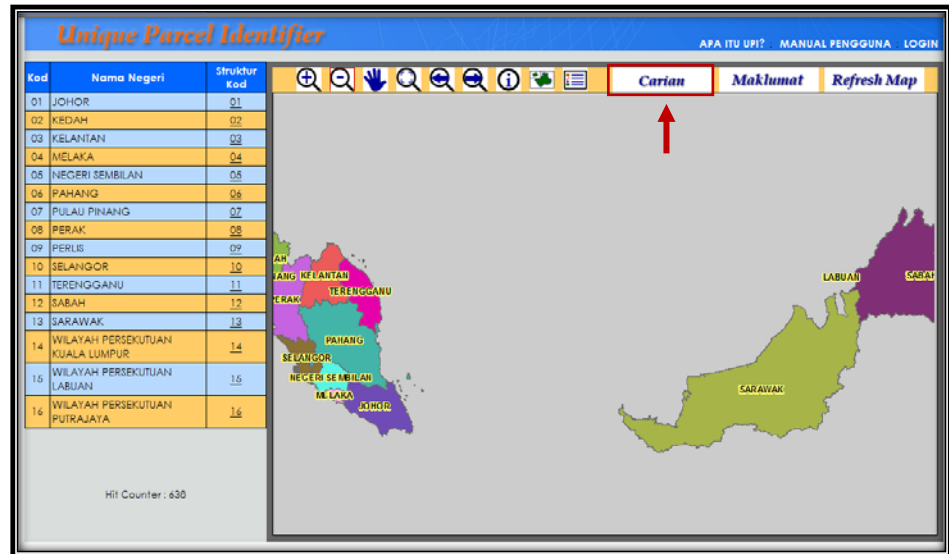 Unique Parcel Identifier
APA ITU UPI? : MANUAL PENGGUNA : LOGIN
Kod Nama Negeri Struktur Kod
01 JOHOR 01
02 KEDAH 02
03 KELANTAN 03
04 MELAKA 04
05 NEGERI SEMBILAN 05
06 PAHANG 06
07 PULAU PINANG 07
08 PERAK 08
09 PERLIS 09
10 SELANGOR 10
11 TERENGGANU 11
12 SABAH 12
13 SARAWAK 13
14 WILAYAH PERSEKUTUAN KUALA LUMPUR 14
15 WILAYAH PERSEKUTUAN LABUAN 15
16 WILAYAH PERSEKUTUAN PUTRAJAYA 16
Hit Counter : 638
Carian Maklumat Refresh Map
AH
NANG KELANTAN
TERENGGANU
PERAK
PAHANG
SELANGOR
NEGERI SEMBILAN
MELAKA
JOHOR
LABUAN SABAH
SARAWAK